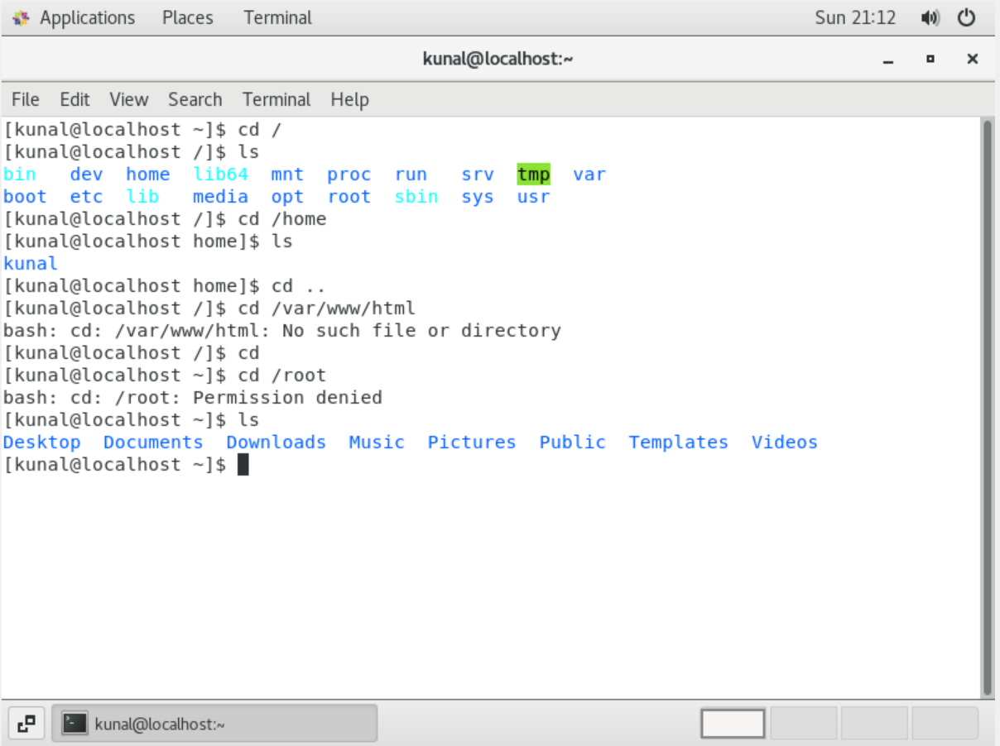 Applications Places Terminal Sun 21:12
kunal@localhost:~
File Edit View Search Terminal Help
[kunal@localhost ~]$ cd /
[kunal@localhost /]$ ls
bin   dev  home  lib64  mnt  proc  run   srv  tmp  var
boot  etc  lib   media  opt  root  sbin  sys  usr
[kunal@localhost /]$ cd /home
[kunal@localhost home]$ ls
kunal
[kunal@localhost home]$ cd ..
[kunal@localhost /]$ cd /var/www/html
bash: cd: /var/www/html: No such file or directory
[kunal@localhost /]$ cd
[kunal@localhost ~]$ cd /root
bash: cd: /root: Permission denied
[kunal@localhost ~]$ ls
Desktop  Documents  Downloads  Music  Pictures  Public  Templates  Videos
[kunal@localhost ~]$
kunal@localhost:~